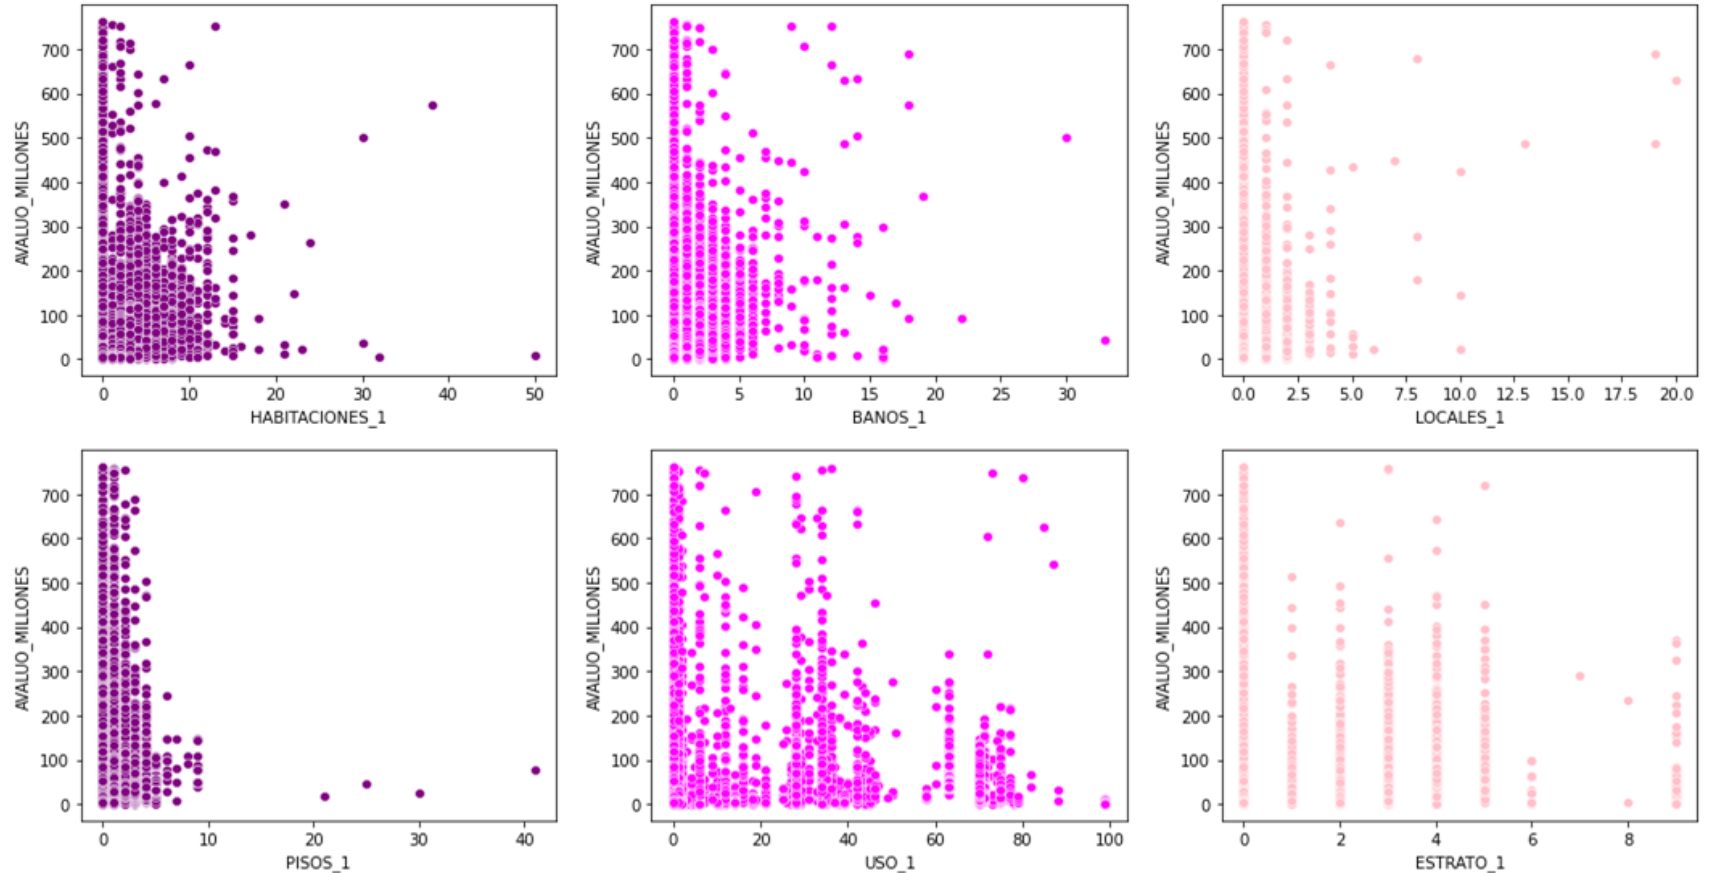 700
600
500
400
300
200
100
0
AVALUO_MILLONES
0 10 20 30 40 50
HABITACIONES_1
700
600
500
400
300
200
100
0
AVALUO_MILLONES
0 5 10 15 20 25 30
BANOS_1
700
600
500
400
300
200
100
0
AVALUO_MILLONES
0.0 2.5 5.0 7.5 10.0 12.5 15.0 17.5 20.0
LOCALES_1
700
600
500
400
300
200
100
0
AVALUO_MILLONES
0 10 20 30 40
PISOS_1
700
600
500
400
300
200
100
0
AVALUO_MILLONES
0 20 40 60 80 100
USO_1
700
600
500
400
300
200
100
0
AVALUO_MILLONES
0 2 4 6 8
ESTRATO_1